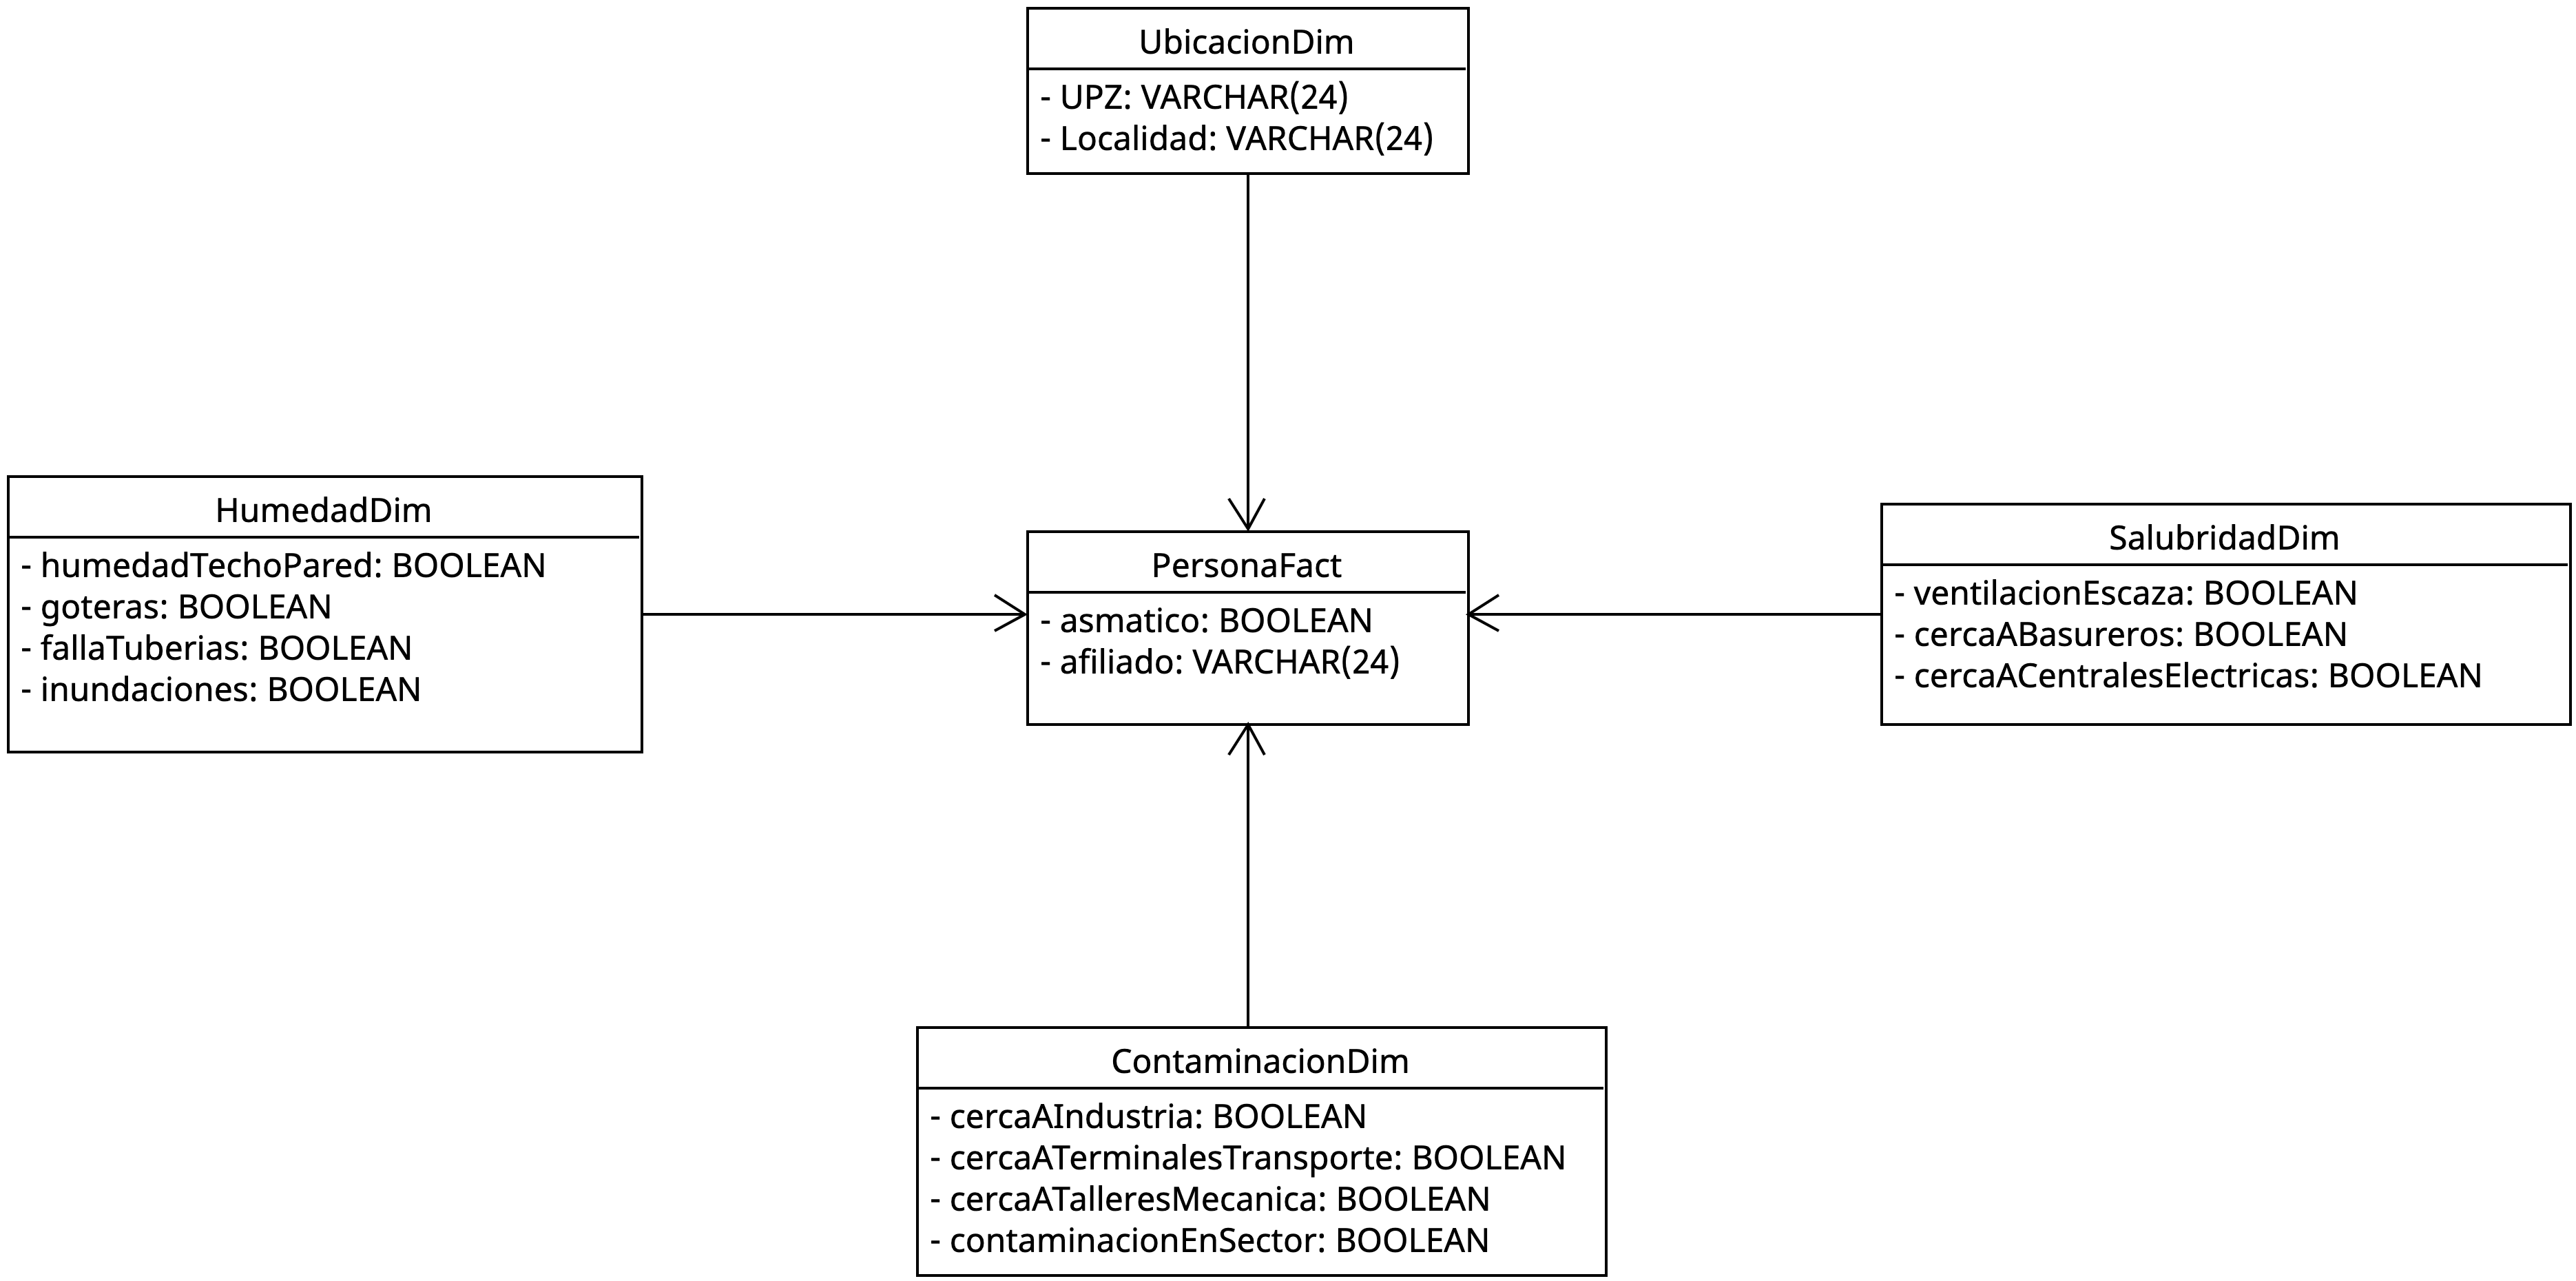 UbicacionDim
- UPZ: VARCHAR(24)
- Localidad: VARCHAR(24)
HumedadDim
- humedadTechoPared: BOOLEAN
- goteras: BOOLEAN
- fallaTuberias: BOOLEAN
- inundaciones: BOOLEAN
PersonaFact
- asmatico: BOOLEAN
- afiliado: VARCHAR(24)
SalubridadDim
- ventilacionEscaza: BOOLEAN
- cercaABasureros: BOOLEAN
- cercaACentralesElectricas: BOOLEAN
ContaminacionDim
- cercaAIndustria: BOOLEAN
- cercaATerminalesTransporte: BOOLEAN
- cercaATalleresMecanica: BOOLEAN
- contaminacionEnSector: BOOLEAN